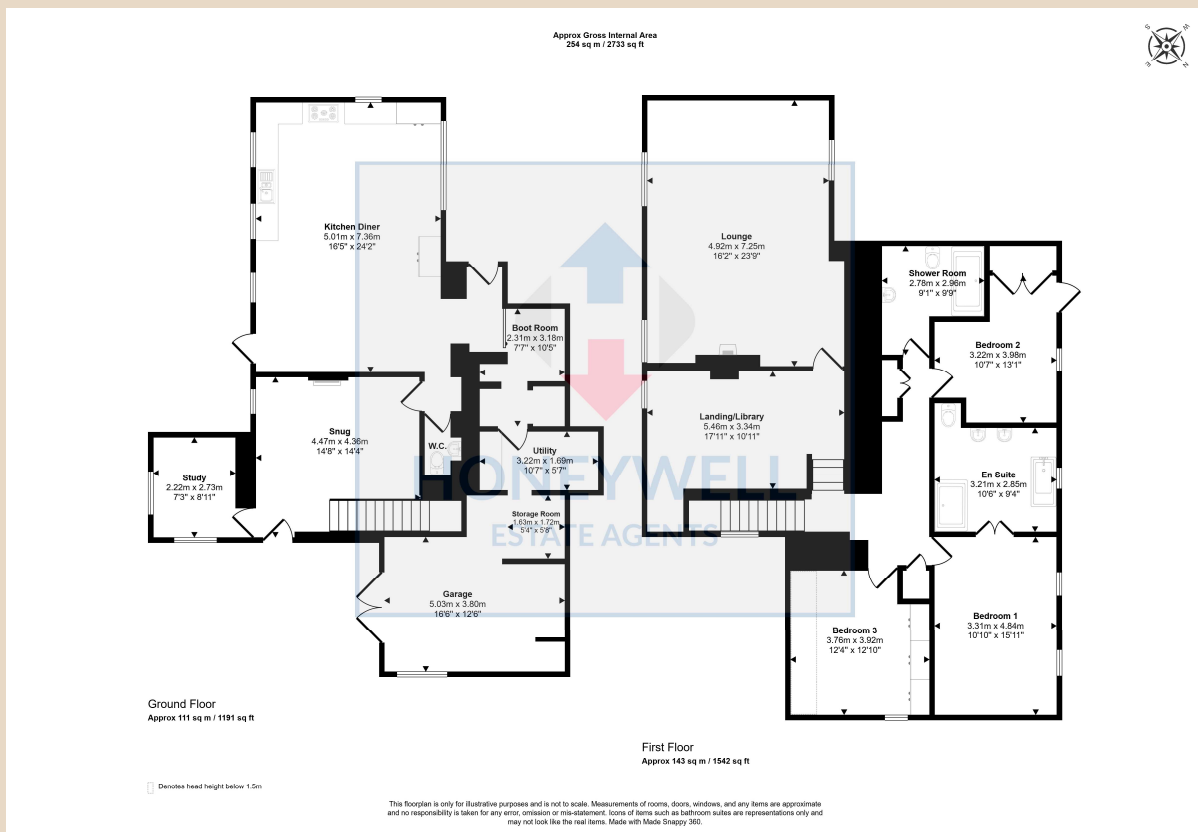 Approx Gross Internal Area
254 sq m / 2733 sq ft
S
W
E
N
Kitchen Diner
5.01m x 7.36m
16'5" x 24'2"
Boot Room
2.31m x 3.18m
7'7" x 10'5"
Snug
4.47m x 4.36m
14'8" x 14'4"
W.C.
Utility
3.22m x 1.69m
10'7" x 5'7"
Study
2.22m x 2.73m
7'3" x 8'11"
Storage Room
1.63m x 1.72m
5'4" x 5'8"
Garage
5.03m x 3.80m
16'6" x 12'6"
Lounge
4.92m x 7.25m
16'2" x 23'9"
Landing/Library
5.46m x 3.34m
17'11" x 10'11"
Shower Room
2.78m x 2.96m
9'1" x 9'9"
Bedroom 2
3.22m x 3.98m
10'7" x 13'1"
En Suite
3.21m x 2.85m
10'6" x 9'4"
Bedroom 1
3.31m x 4.84m
10'10" x 15'11"
Bedroom 3
3.76m x 3.92m
12'4" x 12'10"
HONEYWELL
ESTATE AGENTS
Ground Floor
Approx 111 sq m / 1191 sq ft
First Floor
Approx 143 sq m / 1542 sq ft
Denotes head height below 1.5m
This floorplan is only for illustrative purposes and is not to scale. Measurements of rooms, doors, windows, and any items are approximate
and no responsibility is taken for any error, omission or mis-statement. Icons of items such as bathroom suites are representations only and
may not look like the real items. Made with Made Snappy 360.